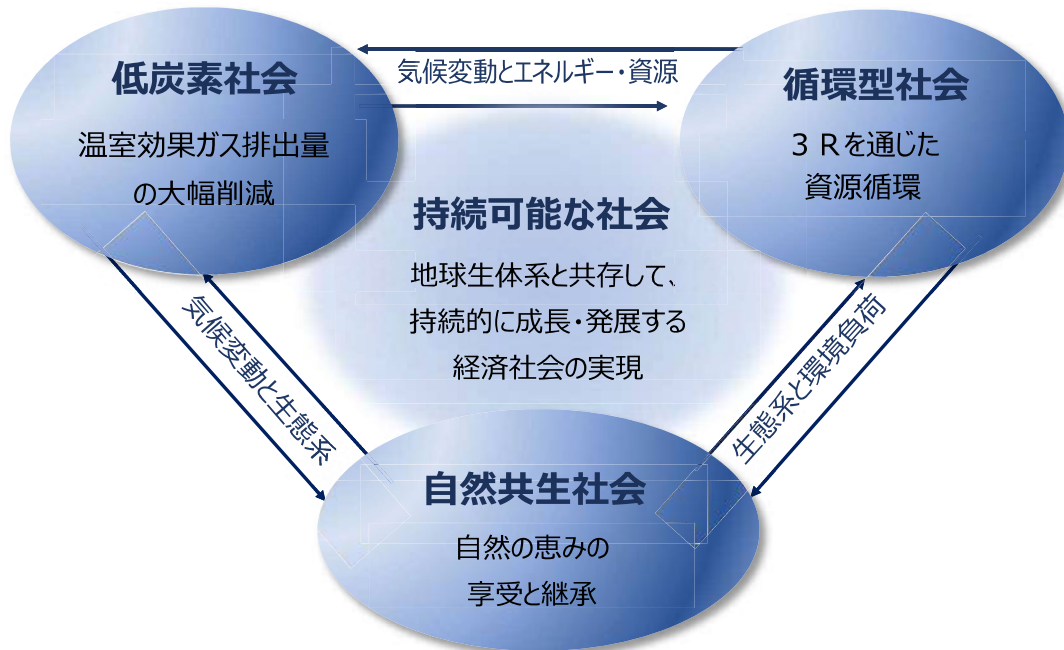 低炭素社会
温室効果ガス排出量
の大幅削減
気候変動とエネルギー・資源
循環型社会
３Ｒを通じた
資源循環
持続可能な社会
地球生体系と共存して、
持続的に成長・発展する
経済社会の実現
気候変動と生態系
生態系と環境負荷
自然共生社会
自然の恵みの
享受と継承